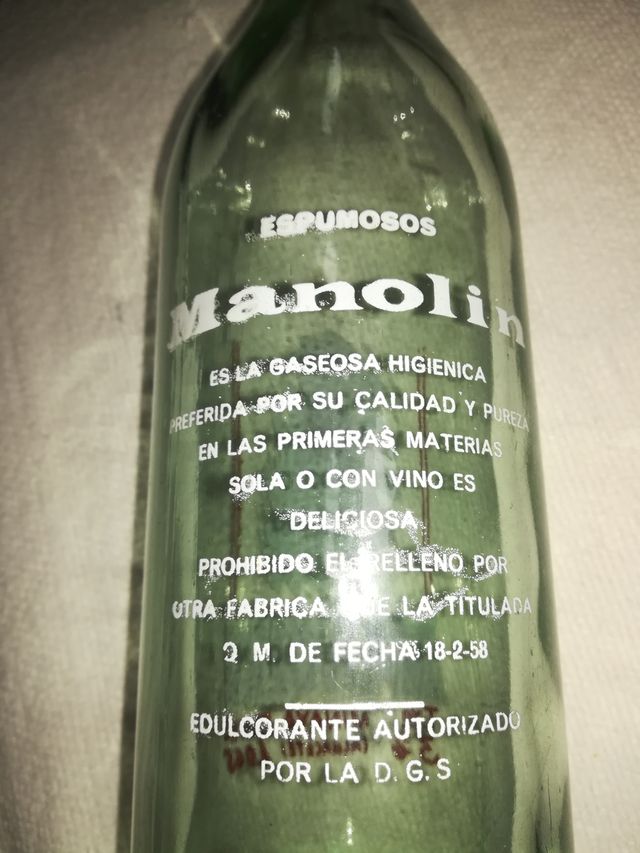 ESPUMOSOS
Manolin
ES LA GASEOSA HIGIENICA
PREFERIDA POR SU CALIDAD Y PUREZA
EN LAS PRIMERAS MATERIAS
SOLA O CON VINO ES
DELICIOSA
PROHIBIDO EL RELLENO POR
OTRA FABRICA QUE LA TITULADA
O M. DE FECHA 18-2-58
EDULCORANTE AUTORIZADO
POR LA D.G.S